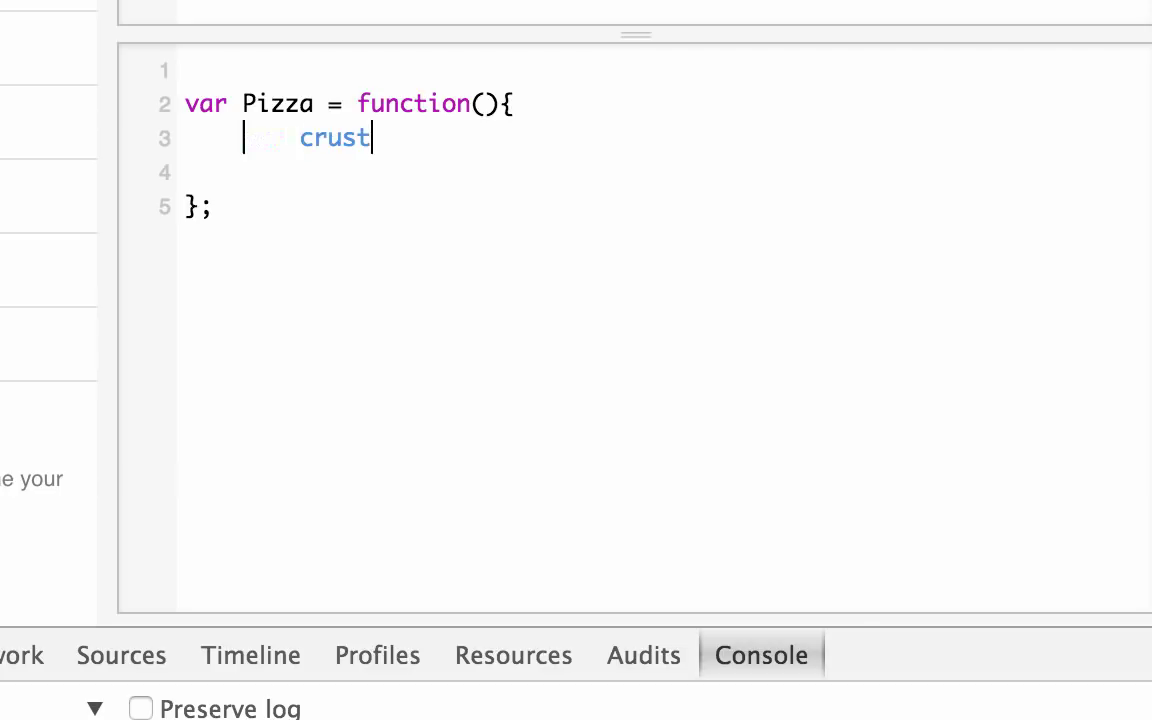 1
2 var Pizza = function(){
3 crust
4
5 };
e your
work Sources Timeline Profiles Resources Audits Console
Preserve log